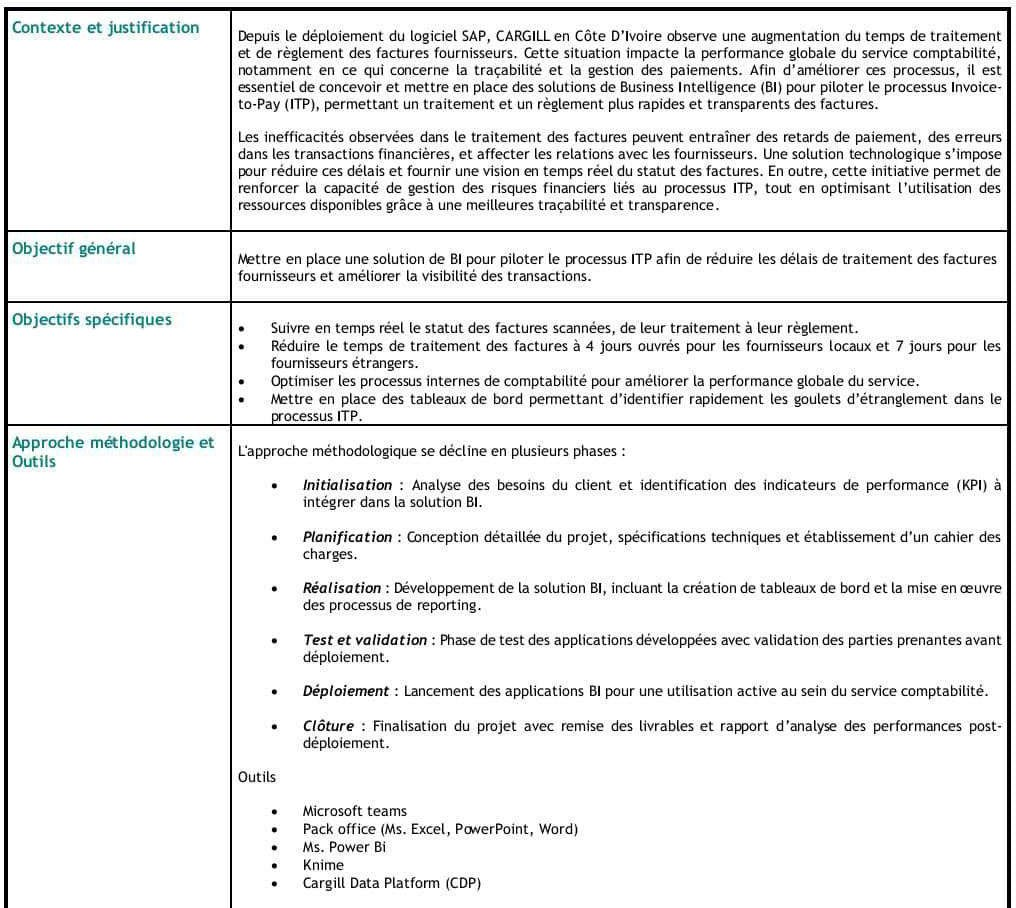 Contexte et justification
Depuis le déploiement du logiciel SAP, CARGILL en Côte D’Ivoire observe une augmentation du temps de traitement
et de règlement des factures fournisseurs. Cette situation impacte la performance globale du service comptabilité,
notamment en ce qui concerne la traçabilité et la gestion des paiements. Afin d’améliorer ces processus, il est
essentiel de concevoir et mettre en place des solutions de Business Intelligence (BI) pour piloter le processus Invoice-
to-Pay (ITP), permettant un traitement et un règlement plus rapides et transparents des factures.
Les inefficacités observées dans le traitement des factures peuvent entraîner des retards de paiement, des erreurs
dans les transactions financières, et affecter les relations avec les fournisseurs. Une solution technologique s’impose
pour réduire ces délais et fournir une vision en temps réel du statut des factures. En outre, cette initiative permet de
renforcer la capacité de gestion des risques financiers liés au processus ITP, tout en optimisant l’utilisation des
ressources disponibles grâce à une meilleures traçabilité et transparence.
Objectif général
Mettre en place une solution de BI pour piloter le processus ITP afin de réduire les délais de traitement des factures
fournisseurs et améliorer la visibilité des transactions.
Objectifs spécifiques
• Suivre en temps réel le statut des factures scannées, de leur traitement à leur règlement.
• Réduire le temps de traitement des factures à 4 jours ouvrés pour les fournisseurs locaux et 7 jours pour les
fournisseurs étrangers.
• Optimiser les processus internes de comptabilité pour améliorer la performance globale du service.
• Mettre en place des tableaux de bord permettant d’identifier rapidement les goulets d’étranglement dans le
processus ITP.
Approche méthodologie et
Outils
L'approche méthodologique se décline en plusieurs phases :
• Initialisation : Analyse des besoins du client et identification des indicateurs de performance (KPI) à
intégrer dans la solution BI.
• Planification : Conception détaillée du projet, spécifications techniques et établissement d’un cahier des
charges.
• Réalisation : Développement de la solution BI, incluant la création de tableaux de bord et la mise en œuvre
des processus de reporting.
• Test et validation : Phase de test des applications développées avec validation des parties prenantes avant
déploiement.
• Déploiement : Lancement des applications BI pour une utilisation active au sein du service comptabilité.
• Clôture : Finalisation du projet avec remise des livrables et rapport d’analyse des performances post-
déploiement.
Outils
• Microsoft teams
• Pack office (Ms. Excel, PowerPoint, Word)
• Ms. Power Bi
• Knime
• Cargill Data Platform (CDP)